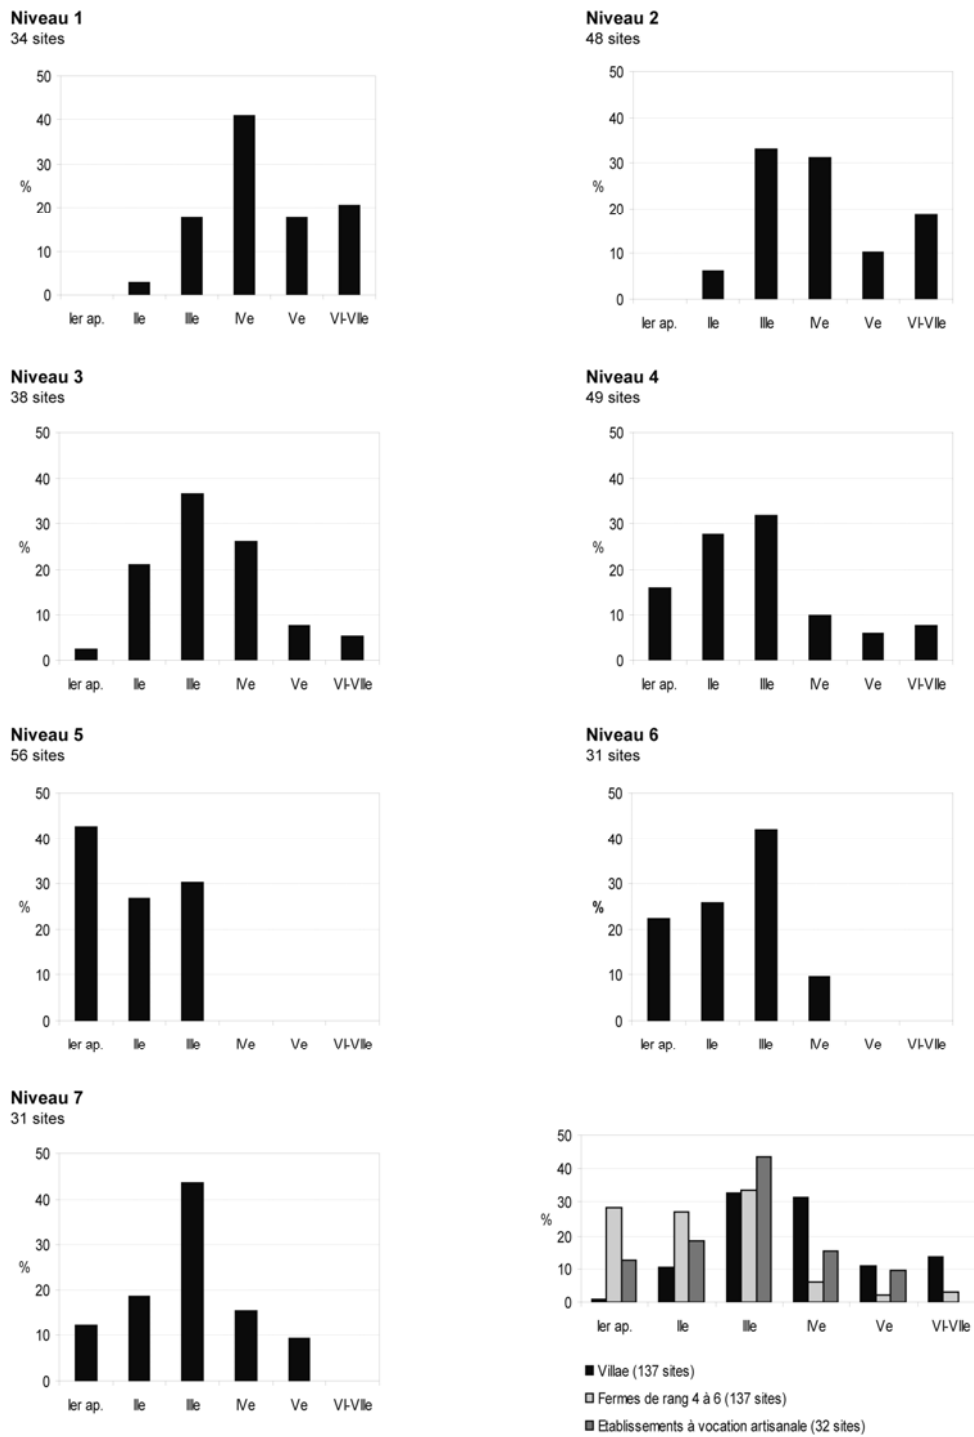 Niveau 1
34 sites
50
40
30
%
20
10
0
Ier ap. IIe IIIe IVe Ve VI-VIIe
Niveau 2
48 sites
50
40
30
%
20
10
0
Ier ap. IIe IIIe IVe Ve VI-VIIe
Niveau 3
38 sites
50
40
30
%
20
10
0
Ier ap. IIe IIIe IVe Ve VI-VIIe
Niveau 4
49 sites
50
40
30
%
20
10
0
Ier ap. IIe IIIe IVe Ve VI-VIIe
Niveau 5
56 sites
50
40
30
%
20
10
0
Ier ap. IIe IIIe IVe Ve VI-VIIe
Niveau 6
31 sites
50
40
30
%
20
10
0
Ier ap. IIe IIIe IVe Ve VI-VIIe
Niveau 7
31 sites
50
40
30
%
20
10
0
Ier ap. IIe IIIe IVe Ve VI-VIIe
50
40
30
%
20
10
0
Ier ap. IIe IIIe IVe Ve VI-VIIe
Villae (137 sites)
Fermes de rang 4 à 6 (137 sites)
Etablissements à vocation artisanale (32 sites)